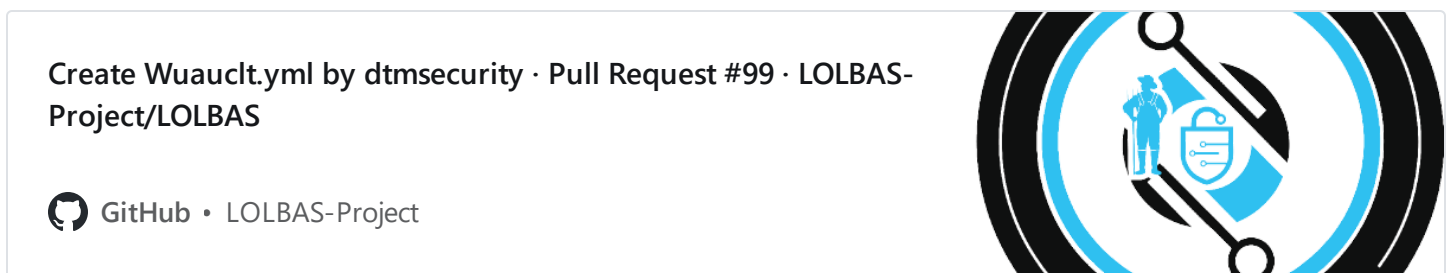 Create Wuauclt.yml by dtmsecurity · Pull Request #99 · LOLBAS-
Project/LOLBAS
GitHub • LOLBAS-Project